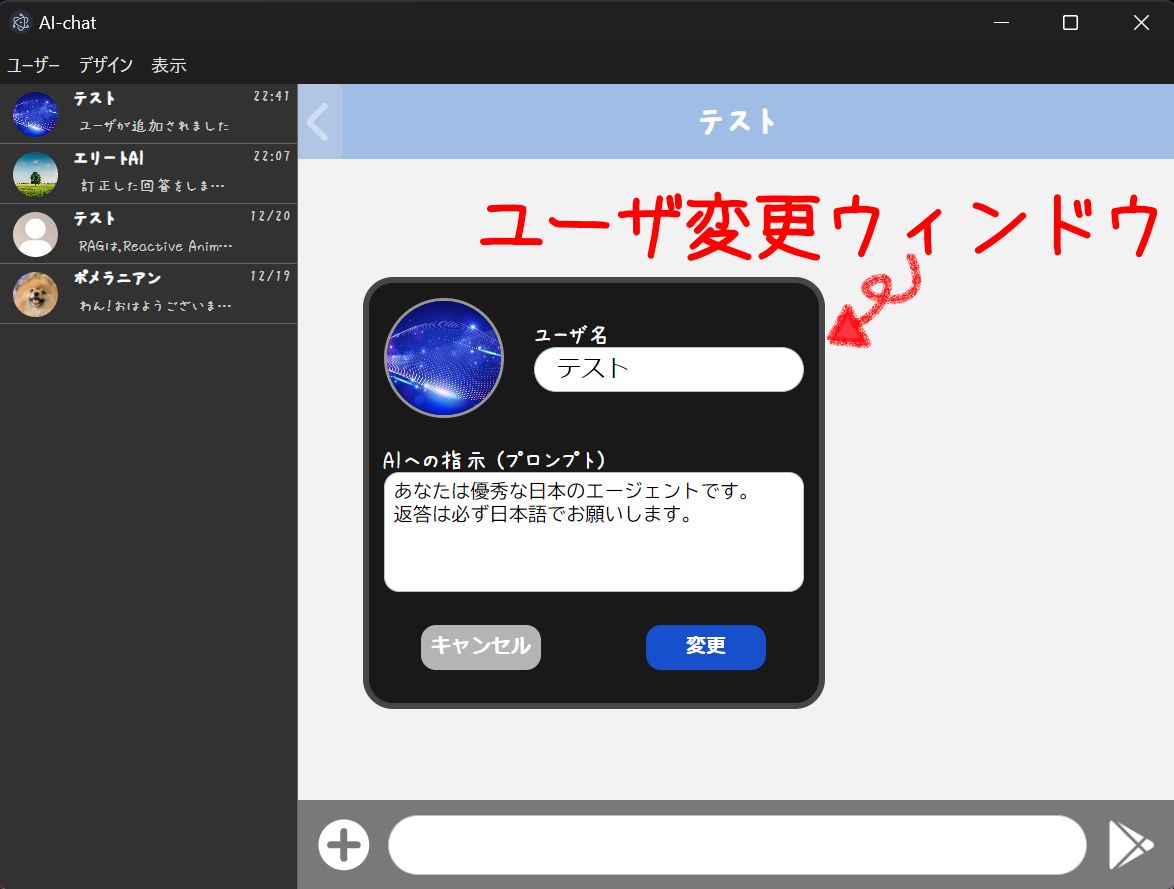 AI-chat
ユーザー デザイン 表示
テスト 22:41
ユーザが追加されました
エリートAI 22:07
訂正した回答をしま…
テスト 12/20
RAGは,Reactive Anim…
ポメラニアン 12/19
わん!おはようございま…
テスト
ユーザ変更ウィンドウ
ユーザ名
テスト
AIへの指示 (プロンプト)
あなたは優秀な日本のエージェントです。
返答は必ず日本語でお願いします。
キャンセル 変更